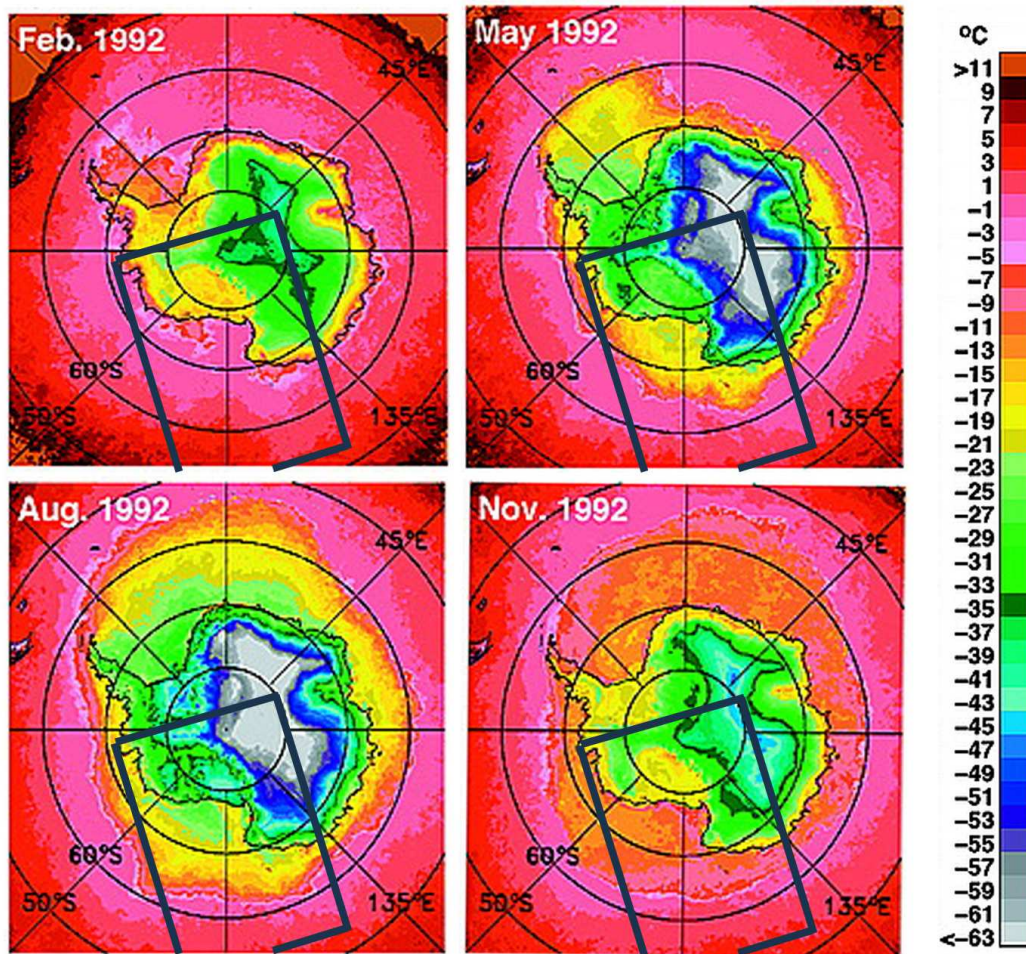 Feb. 1992
45°E
60°S
50°S
135°E
May 1992
45°E
60°S
50°S
135°E
Aug. 1992
45°E
60°S
50°S
135°E
Nov. 1992
45°E
60°S
50°S
135°E
°C
>11
9
7
5
3
1
-1
-3
-5
-7
-9
-11
-13
-15
-17
-19
-21
-23
-25
-27
-29
-31
-33
-35
-37
-39
-41
-43
-45
-47
-49
-51
-53
-55
-57
-59
-61
<-63